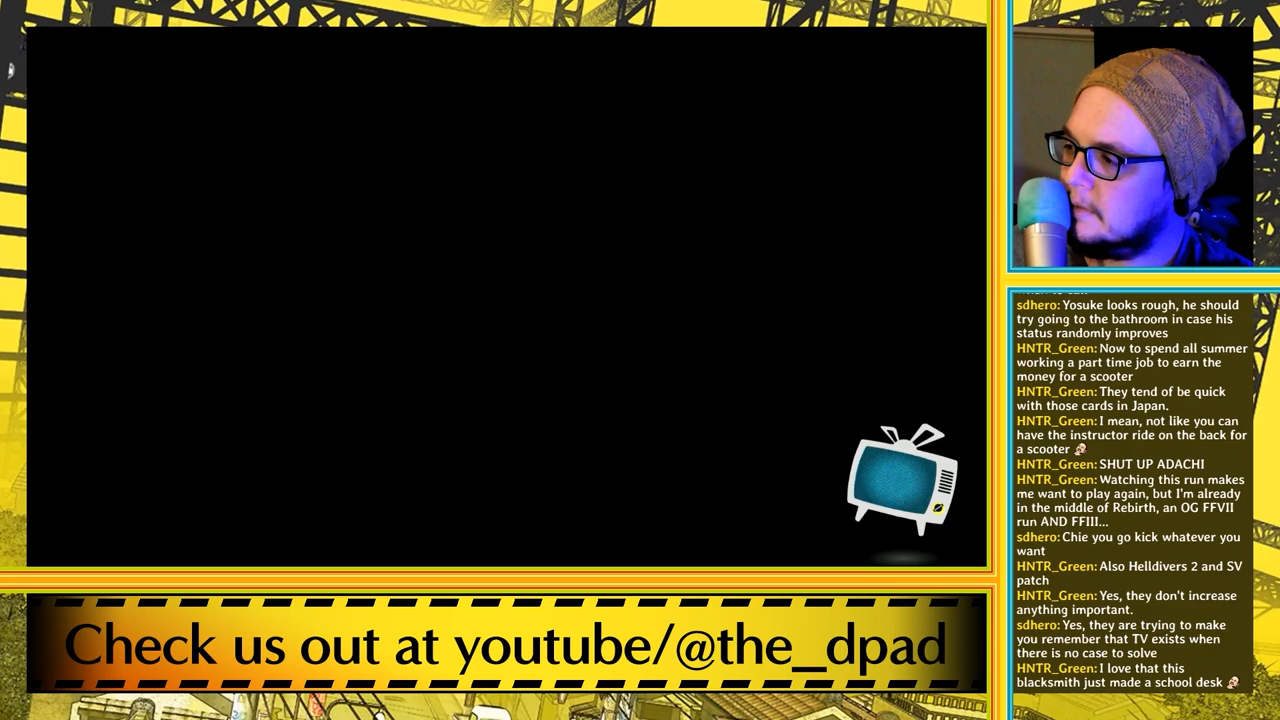 sdhero: Yosuke looks rough, he should
try going to the bathroom in case his
status randomly improves
HNTR_Green: Now to spend all summer
working a part time job to earn the
money for a scooter
HNTR_Green: They tend of be quick
with those cards in Japan.
HNTR_Green: I mean, not like you can
have the instructor ride on the back for
a scooter
HNTR_Green: SHUT UP ADACHI
HNTR_Green: Watching this run makes
me want to play again, but I'm already
in the middle of Rebirth, an OG FFVII
run AND FFIII...
sdhero: Chie you go kick whatever you
want
HNTR_Green: Also Helldivers 2 and SV
patch
HNTR_Green: Yes, they don't increase
anything important.
sdhero: Yes, they are trying to make
you remember that TV exists when
there is no case to solve
HNTR_Green: I love that this
blacksmith just made a school desk
Check us out at youtube/@the_dpad